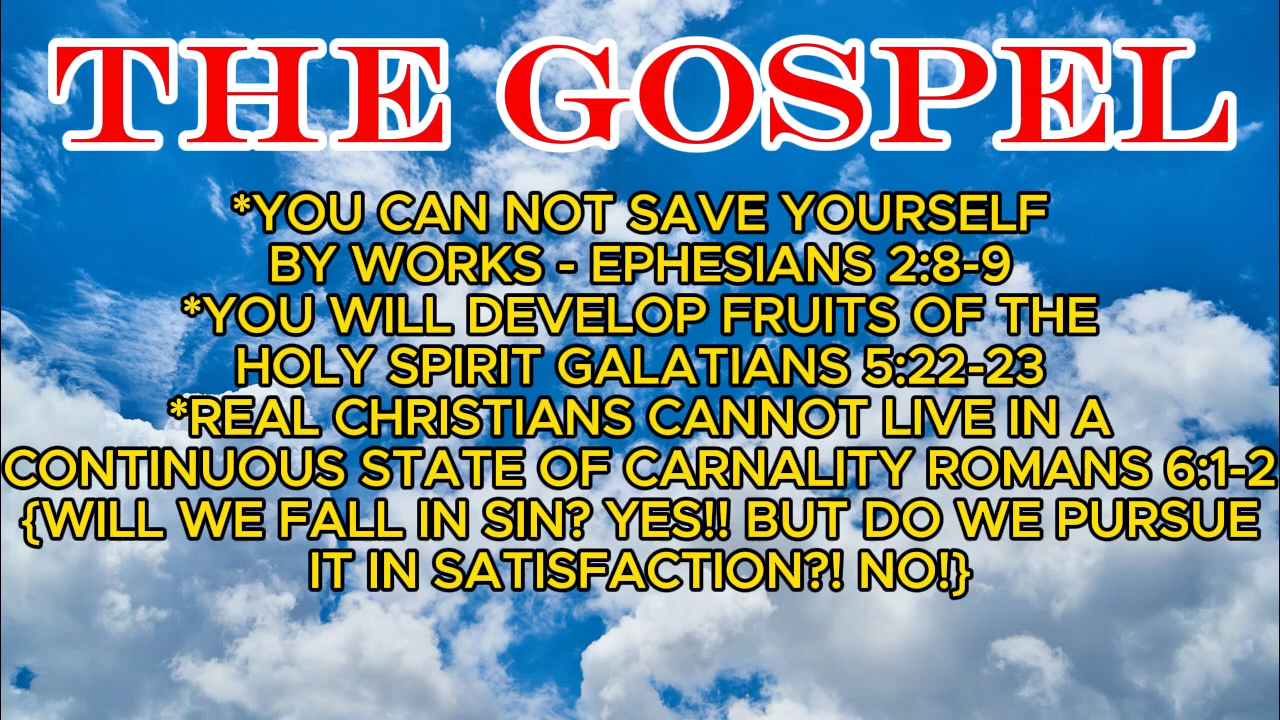 THE GOSPEL
*YOU CAN NOT SAVE YOURSELF
BY WORKS - EPHESIANS 2:8-9
*YOU WILL DEVELOP FRUITS OF THE
HOLY SPIRIT GALATIANS 5:22-23
*REAL CHRISTIANS CANNOT LIVE IN A
CONTINUOUS STATE OF CARNALITY ROMANS 6:1-2
{WILL WE FALL IN SIN? YES!! BUT DO WE PURSUE
IT IN SATISFACTION?! NO!}